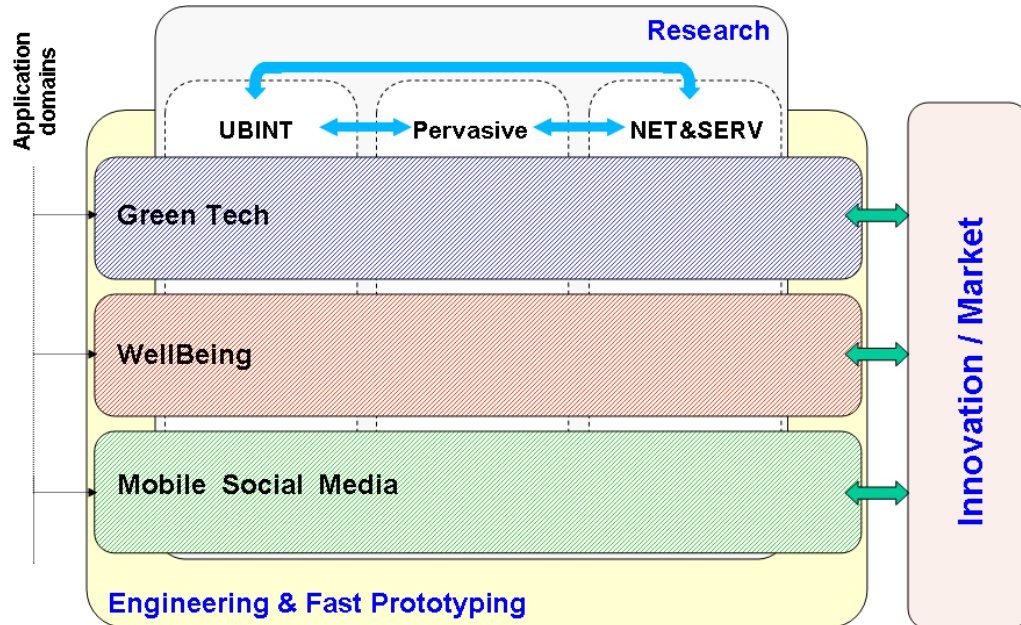 Research
Application
domains
UBINT
Pervasive
NET&SERV
Green Tech
WellBeing
Mobile Social Media
Innovation / Market
Engineering & Fast Prototyping